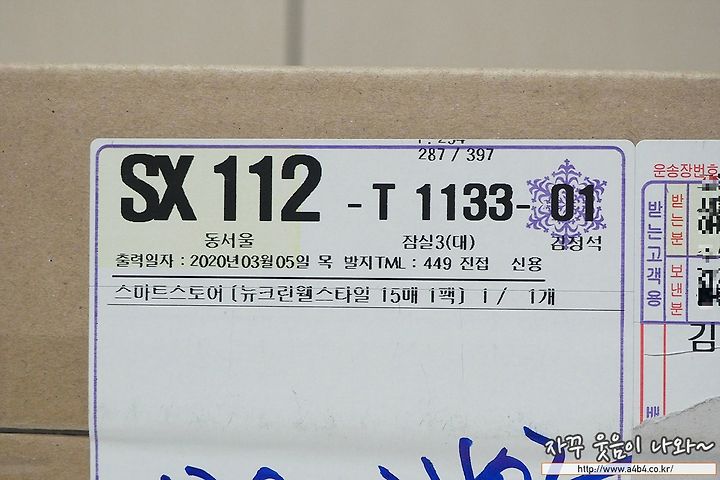 287 / 397
SX 112 - T 1133-01
동서울 잠실3(대) 김정석
출력일자 : 2020년03월05일 목 발지TML : 449 진접 신용
스마트스토어 (뉴크린웰스타일 15매 1팩) 1 / 1개
운송장번호
받는고객용
받는분
보낸분
김
자꾸 웃음이 나와~
http://www.a4b4.co.kr/